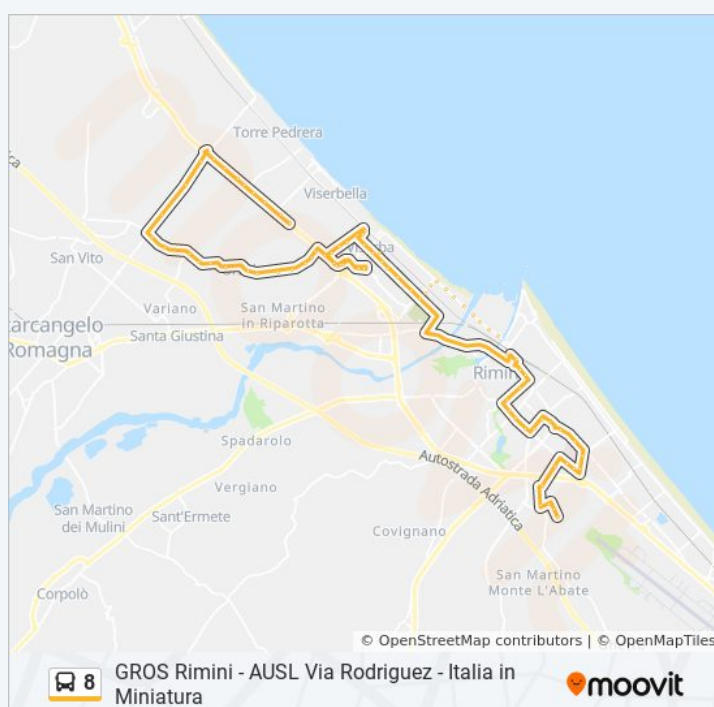 Torre Pedrera
Viserbella
San Vito
San Martino
in Riparotta
Variano
Santa Giustina
Rimini
Spadarolo
Autostrada Adriatica
Vergiano
San Martino
dei Mulini
Sant'Ermete
Covignano
San Martino
Monte L'Abate
Corpolò
© OpenStreetMap contributors | © OpenMapTiles
8
GROS Rimini - AUSL Via Rodriguez - Italia in
Miniatura
moovit